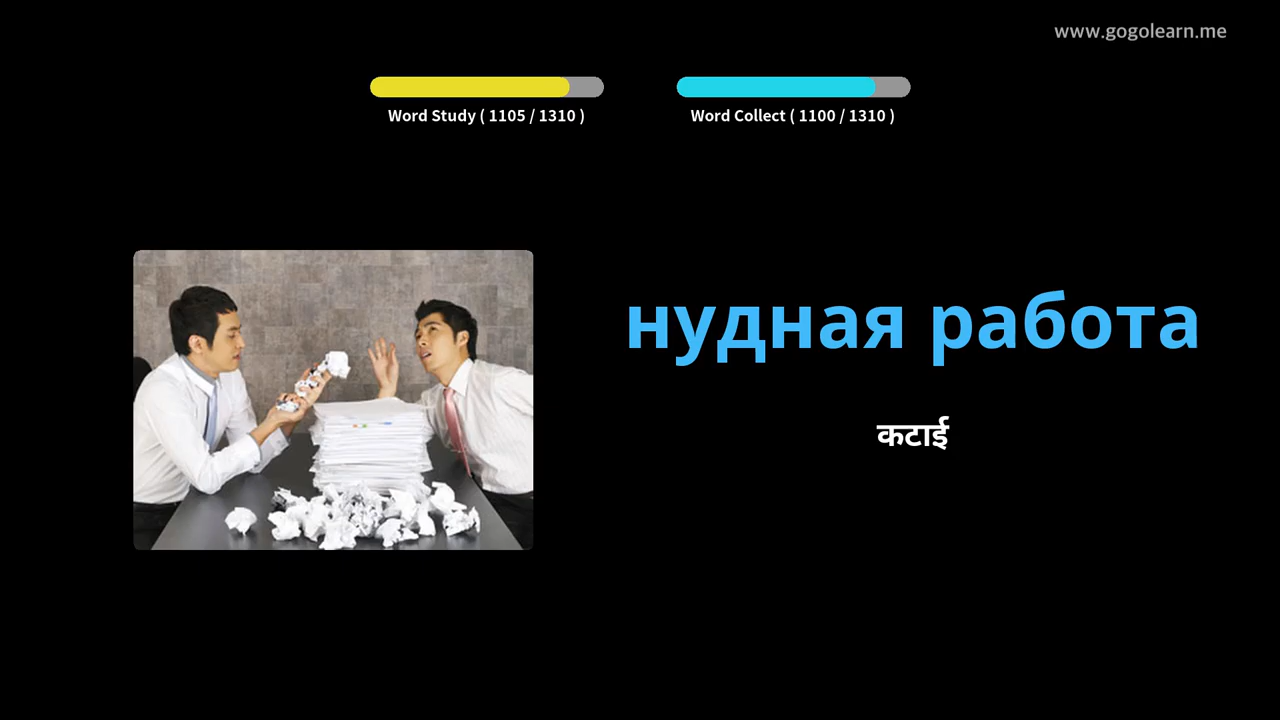 www.gogolearn.me
Word Study ( 1105 / 1310 )
Word Collect ( 1100 / 1310 )
нудная работа
कटाई